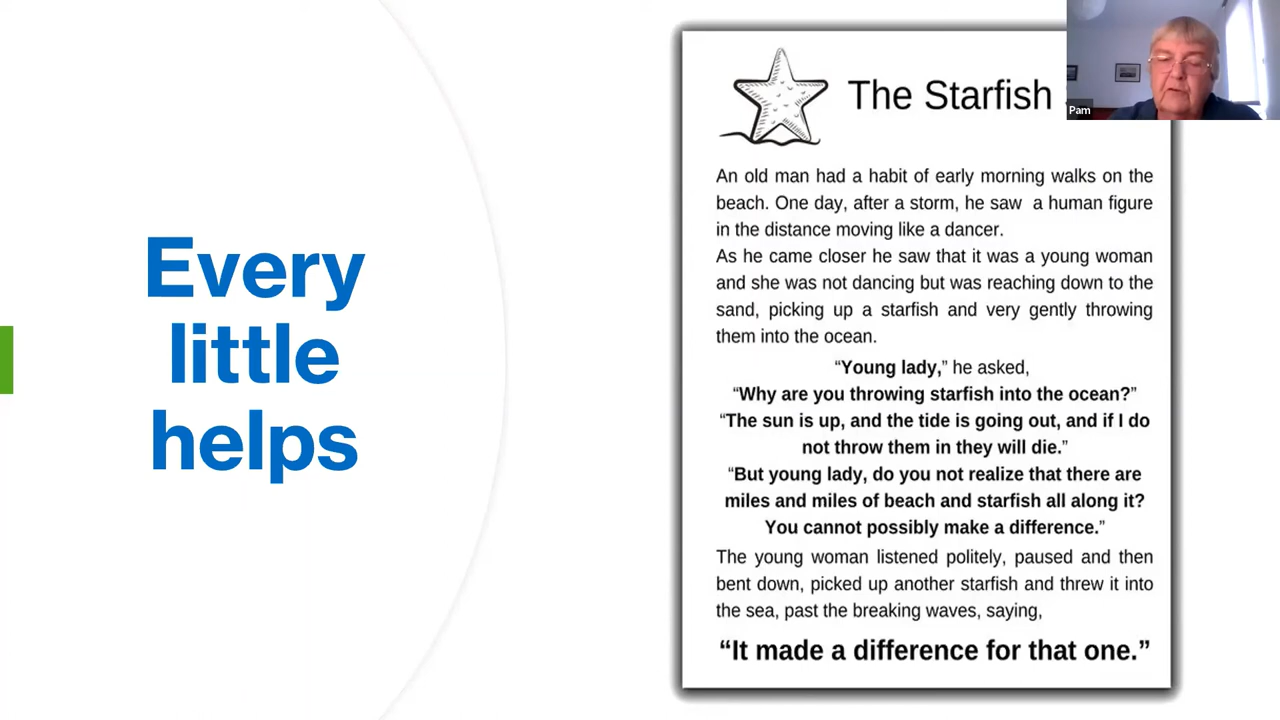 Every
little
helps
The Starfish
Pam
An old man had a habit of early morning walks on the
beach. One day, after a storm, he saw a human figure
in the distance moving like a dancer.
As he came closer he saw that it was a young woman
and she was not dancing but was reaching down to the
sand, picking up a starfish and very gently throwing
them into the ocean.
“Young lady,” he asked,
“Why are you throwing starfish into the ocean?”
“The sun is up, and the tide is going out, and if I do
not throw them in they will die.”
“But young lady, do you not realize that there are
miles and miles of beach and starfish all along it?
You cannot possibly make a difference.”
The young woman listened politely, paused and then
bent down, picked up another starfish and threw it into
the sea, past the breaking waves, saying,
“It made a difference for that one.”